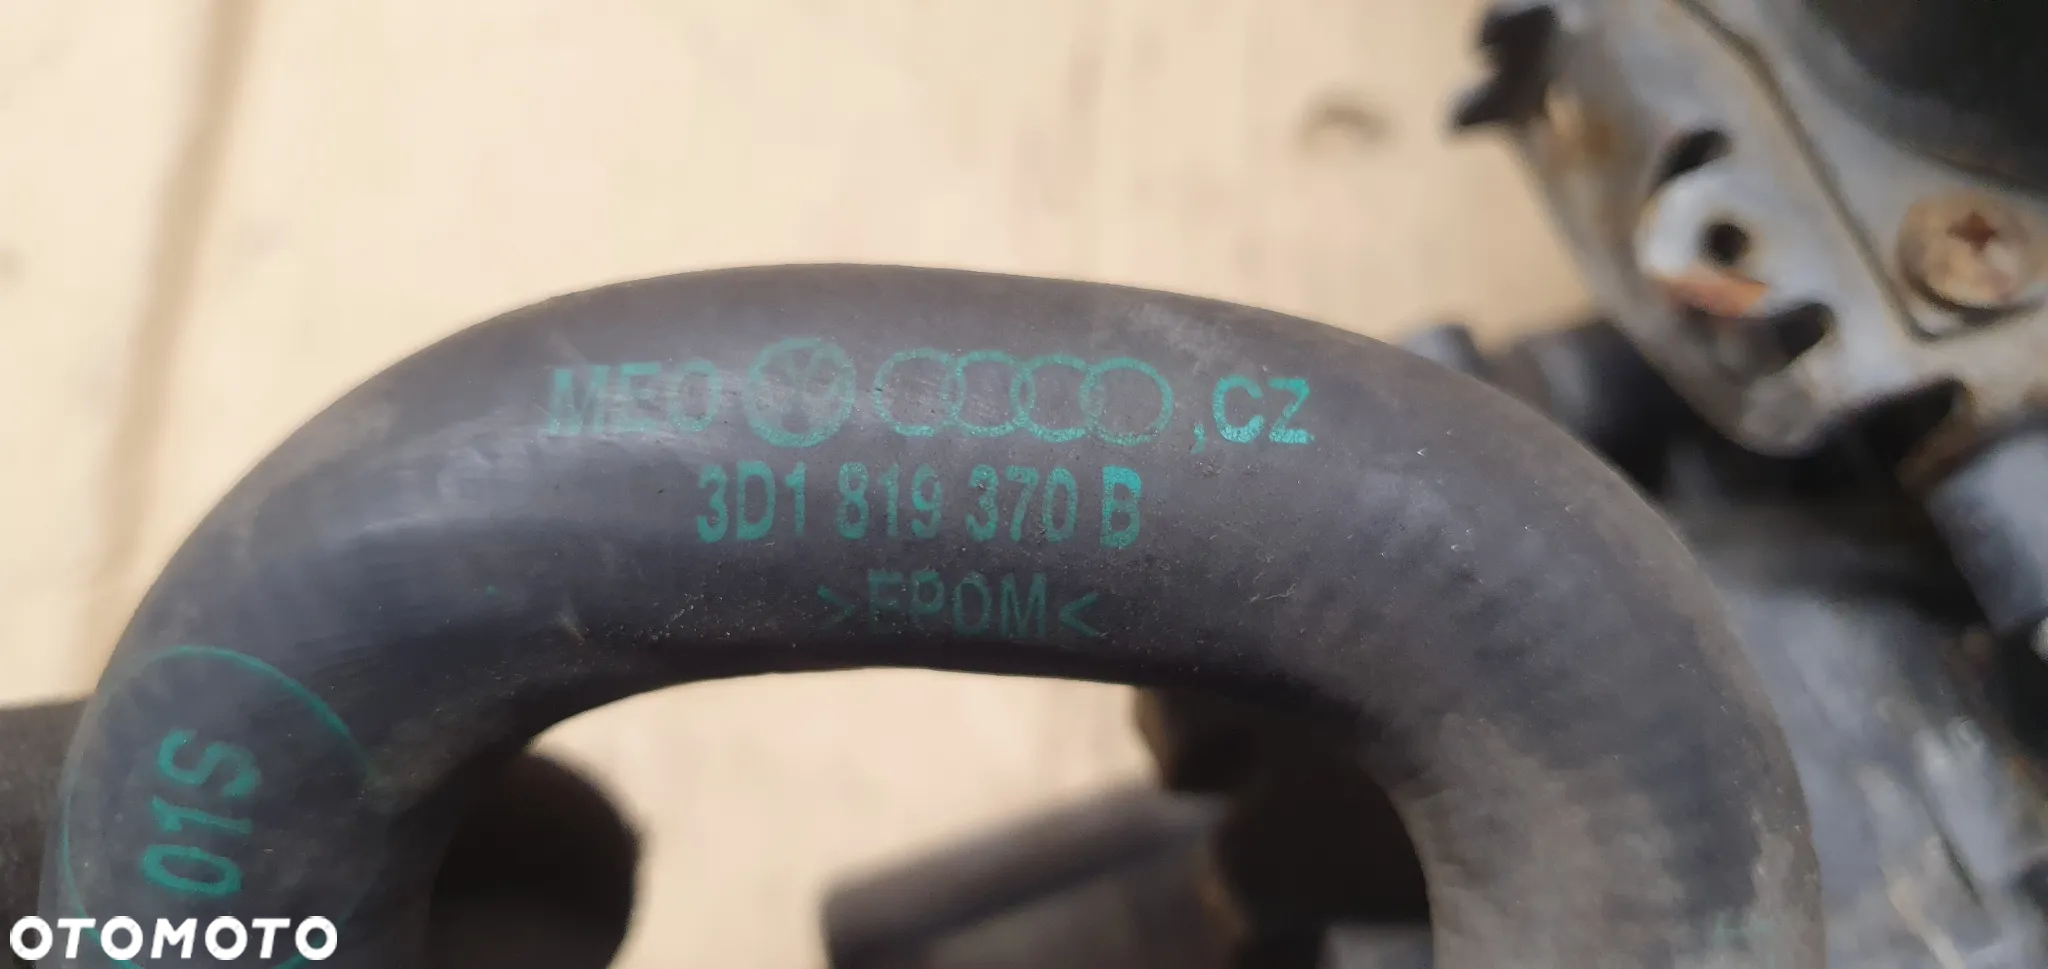 MEO ,CZ
3D1 819 370 B
>EPDM<
01S
OTOMOTO